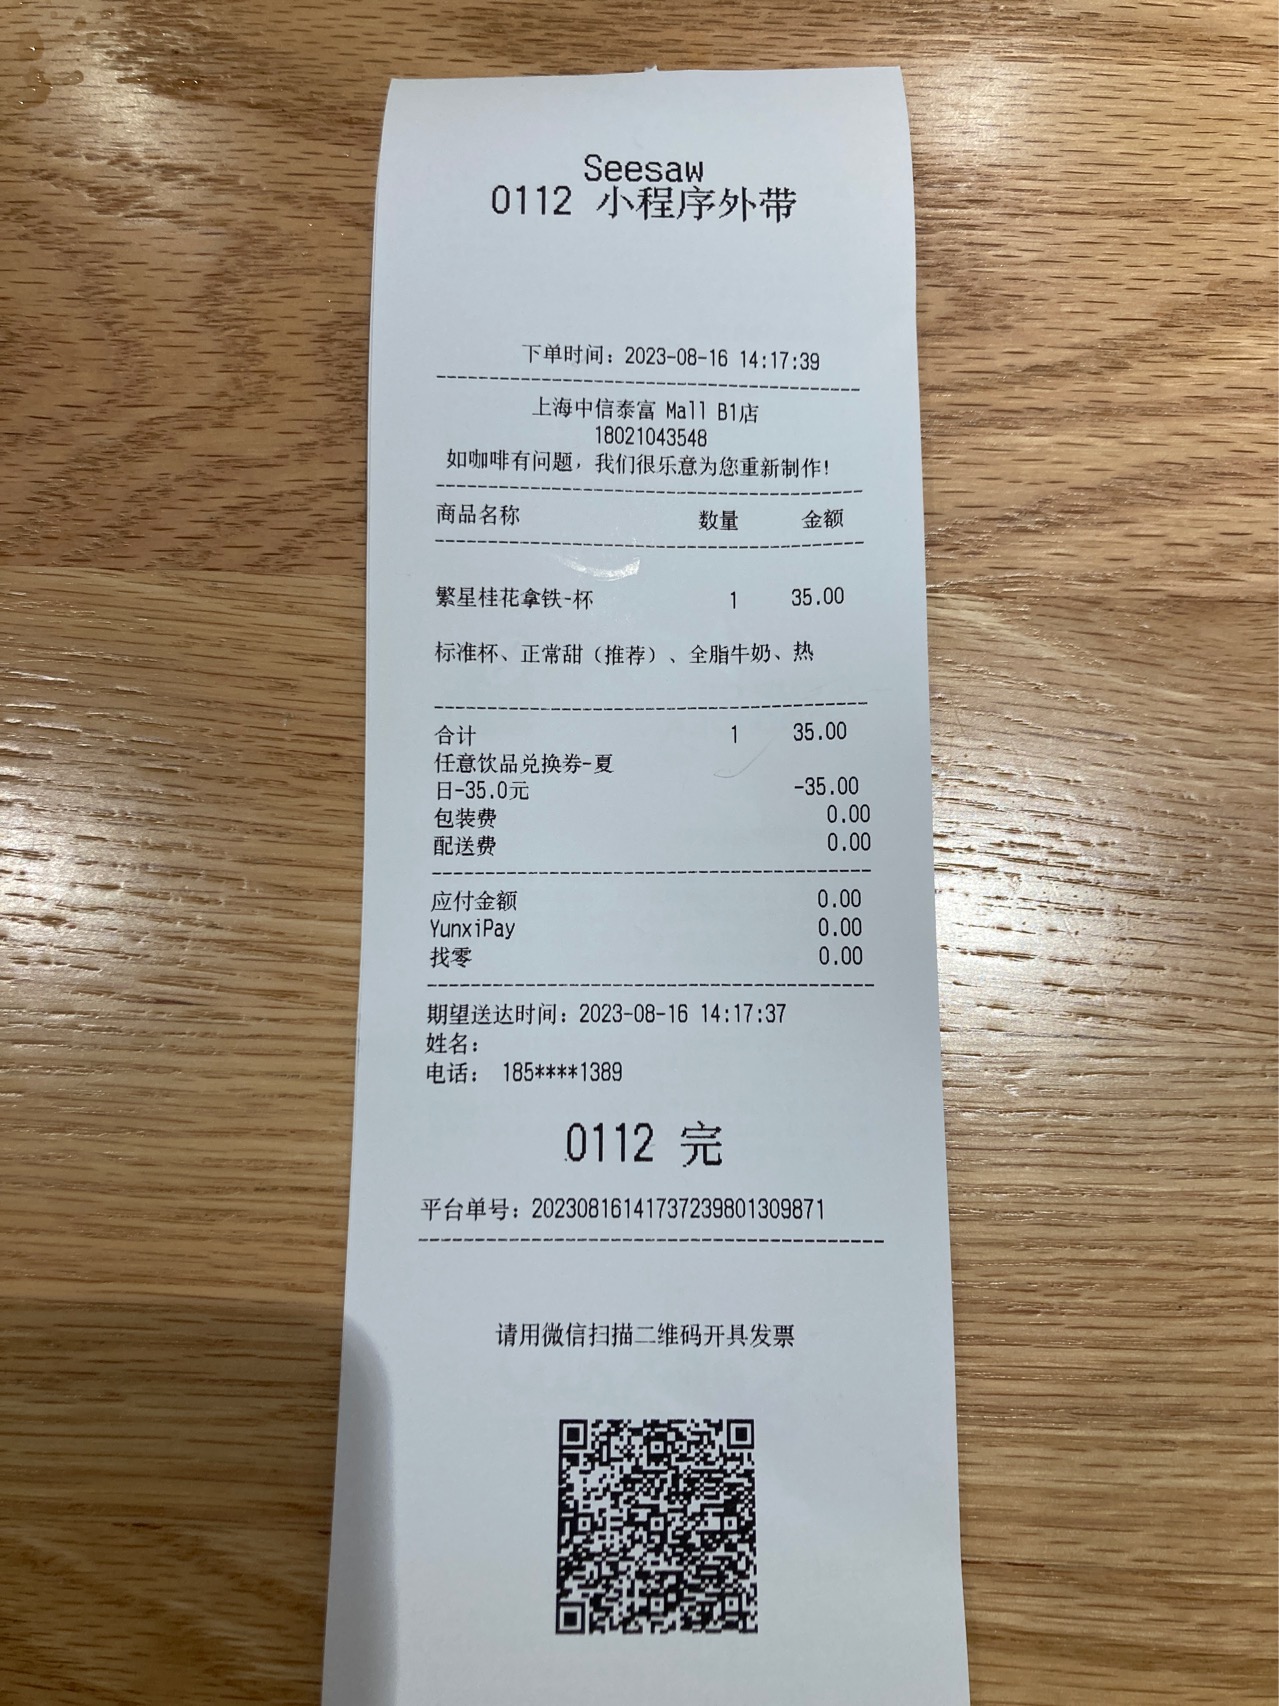 Seesaw
0112 小程序外带
下单时间：2023-08-16 14:17:39
上海中信泰富 Mall B1店
18021043548
如咖啡有问题，我们很乐意为您重新制作！
商品名称 数量 金额
繁星桂花拿铁-杯 1 35.00
标准杯、正常甜（推荐）、全脂牛奶、热
合计 1 35.00
任意饮品兑换券-夏
日-35.0元 -35.00
包装费 0.00
配送费 0.00
应付金额 0.00
YunxiPay 0.00
找零 0.00
期望送达时间：2023-08-16 14:17:37
姓名：
电话： 185****1389
0112 完
平台单号：2023081614173723980130​9871
请用微信扫描二维码开具发票